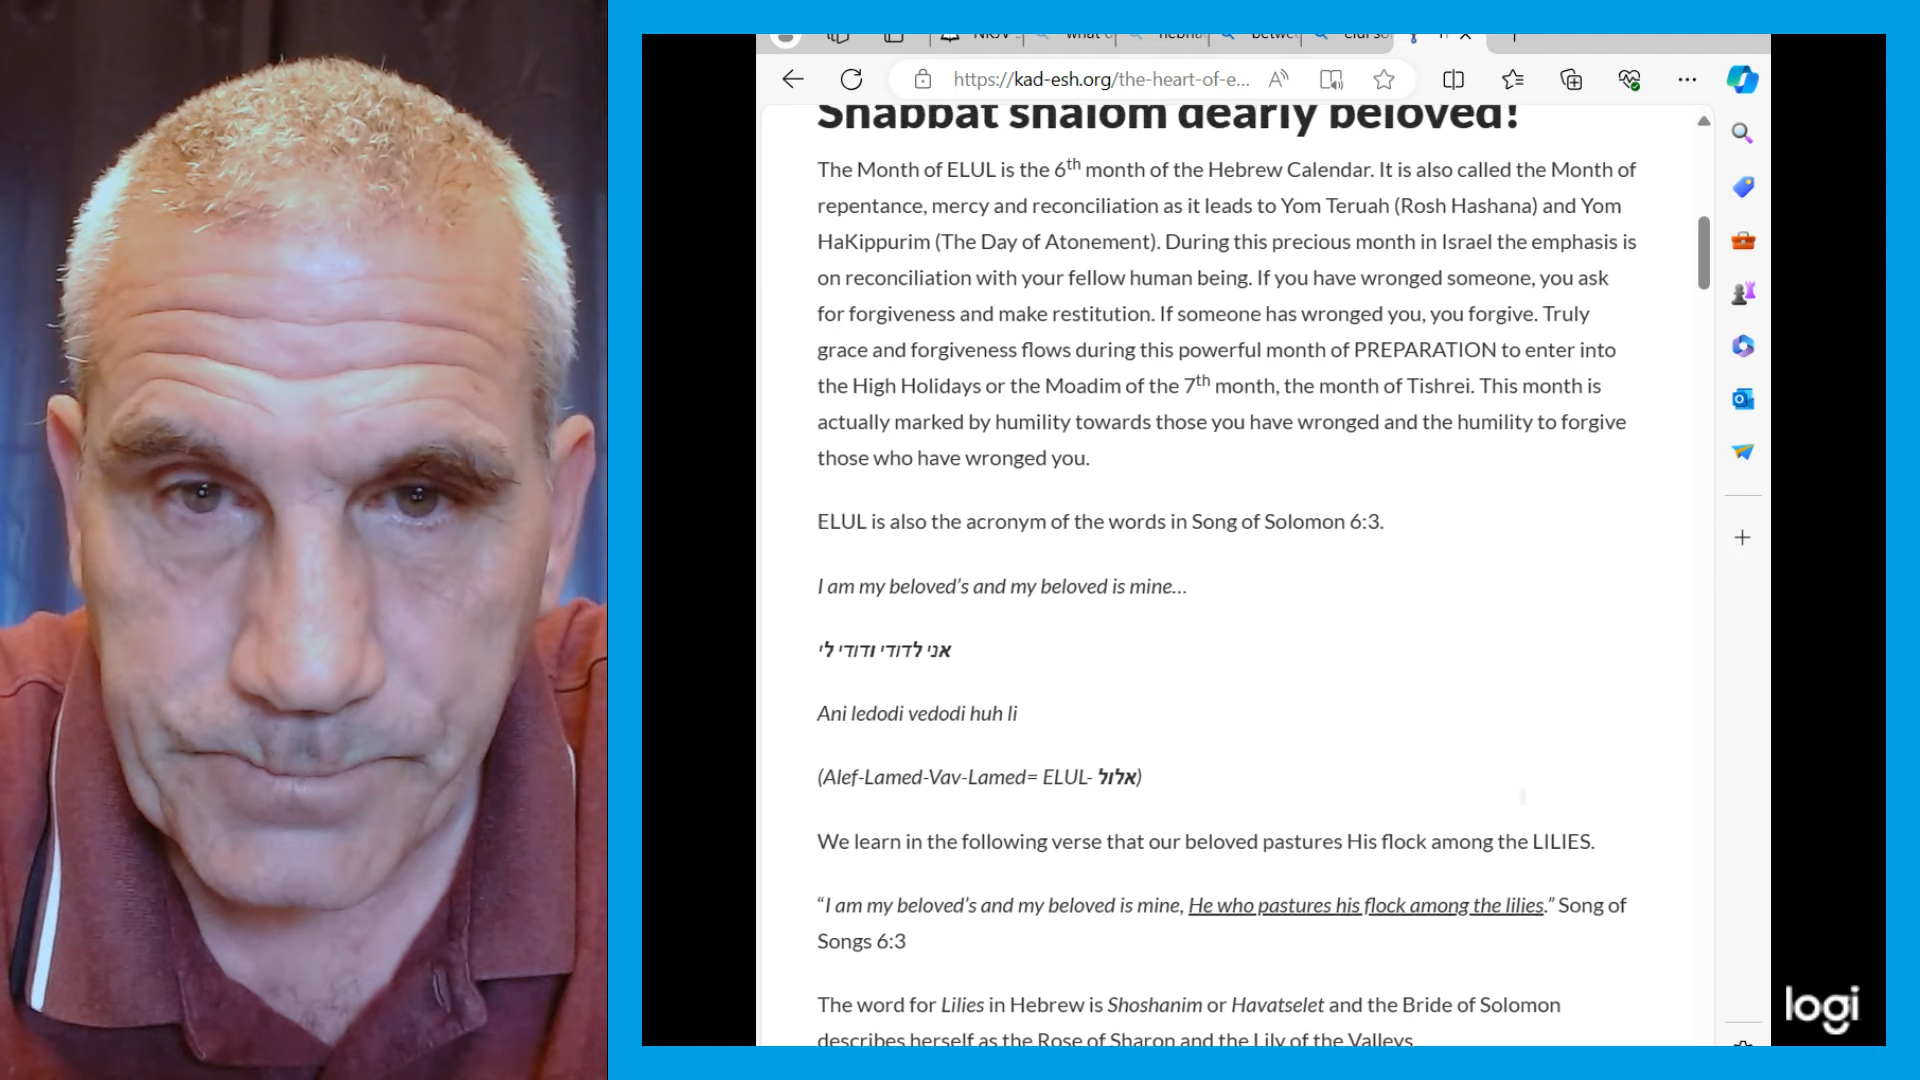 NKJV
what
betwe
https://kad-esh.org/the-heart-of-e...
Shabbat shalom dearly beloved!
The Month of ELUL is the 6th month of the Hebrew Calendar. It is also called the Month of
repentance, mercy and reconciliation as it leads to Yom Teruah (Rosh Hashana) and Yom
HaKippurim (The Day of Atonement). During this precious month in Israel the emphasis is
on reconciliation with your fellow human being. If you have wronged someone, you ask
for forgiveness and make restitution. If someone has wronged you, you forgive. Truly
grace and forgiveness flows during this powerful month of PREPARATION to enter into
the High Holidays or the Moadim of the 7th month, the month of Tishrei. This month is
actually marked by humility towards those you have wronged and the humility to forgive
those who have wronged you.
ELUL is also the acronym of the words in Song of Solomon 6:3.
I am my beloved’s and my beloved is mine…
אני לדודי ודודי לי
Ani ledodi vedodi huh li
(Alef-Lamed-Vav-Lamed= ELUL- אלול)
We learn in the following verse that our beloved pastures His flock among the LILIES.
“I am my beloved’s and my beloved is mine, He who pastures his flock among the lilies.” Song of
Songs 6:3
The word for Lilies in Hebrew is Shoshanim or Havatselet and the Bride of Solomon
describes herself as the Rose of Sharon and the Lily of the Valleys
logi